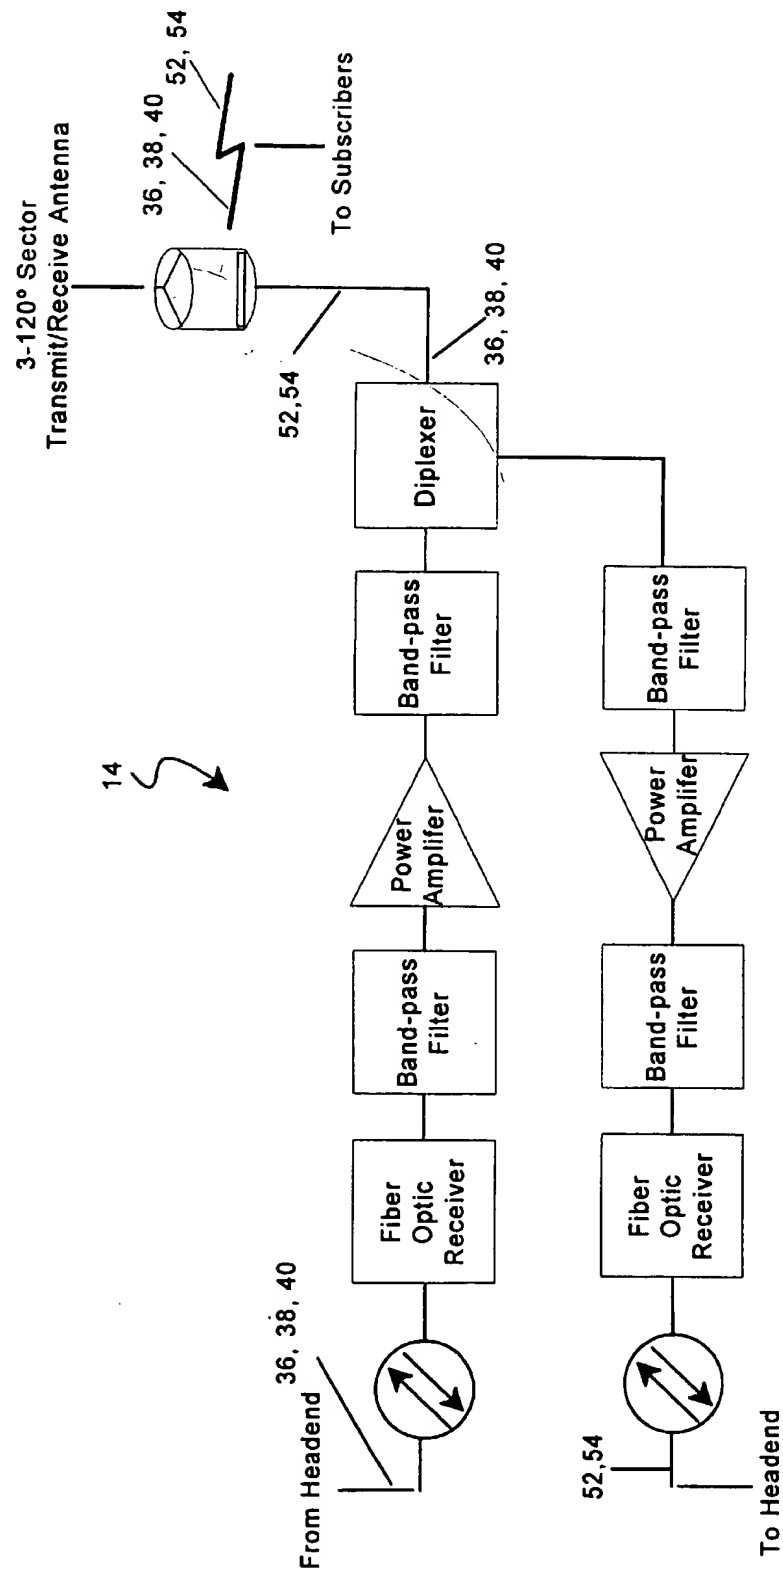 3-120° Sector
Transmit/Receive Antenna
36, 38, 40
52, 54
To Subscribers
52,54
36, 38, 40
14
From Headend
36, 38, 40
Fiber
Optic
Receiver
Band-pass
Filter
Power
Amplifer
Band-pass
Filter
Diplexer
52,54
To Headend
Fiber
Optic
Receiver
Band-pass
Filter
Power
Amplifer
Band-pass
Filter